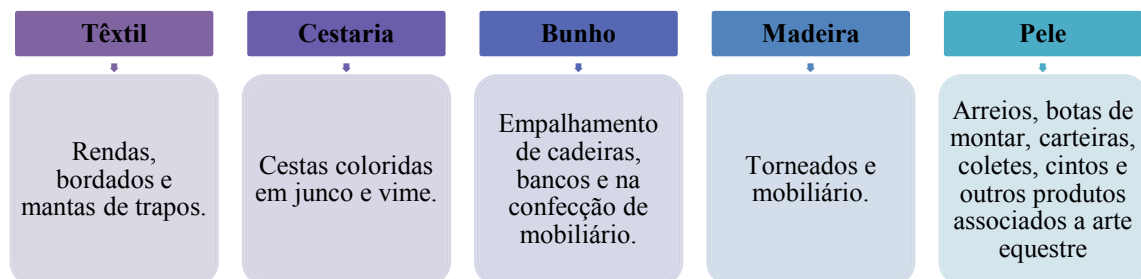 Têxtil
Rendas,
bordados e
mantas de trapos.
Cestaria
Cestas coloridas
em junco e vime.
Bunho
Empalhamento
de cadeiras,
bancos e na
confecção de
mobiliário.
Madeira
Torneados e
mobiliário.
Pele
Arreios, botas de
montar, carteiras,
coletes, cintos e
outros produtos
associados a arte
equestre